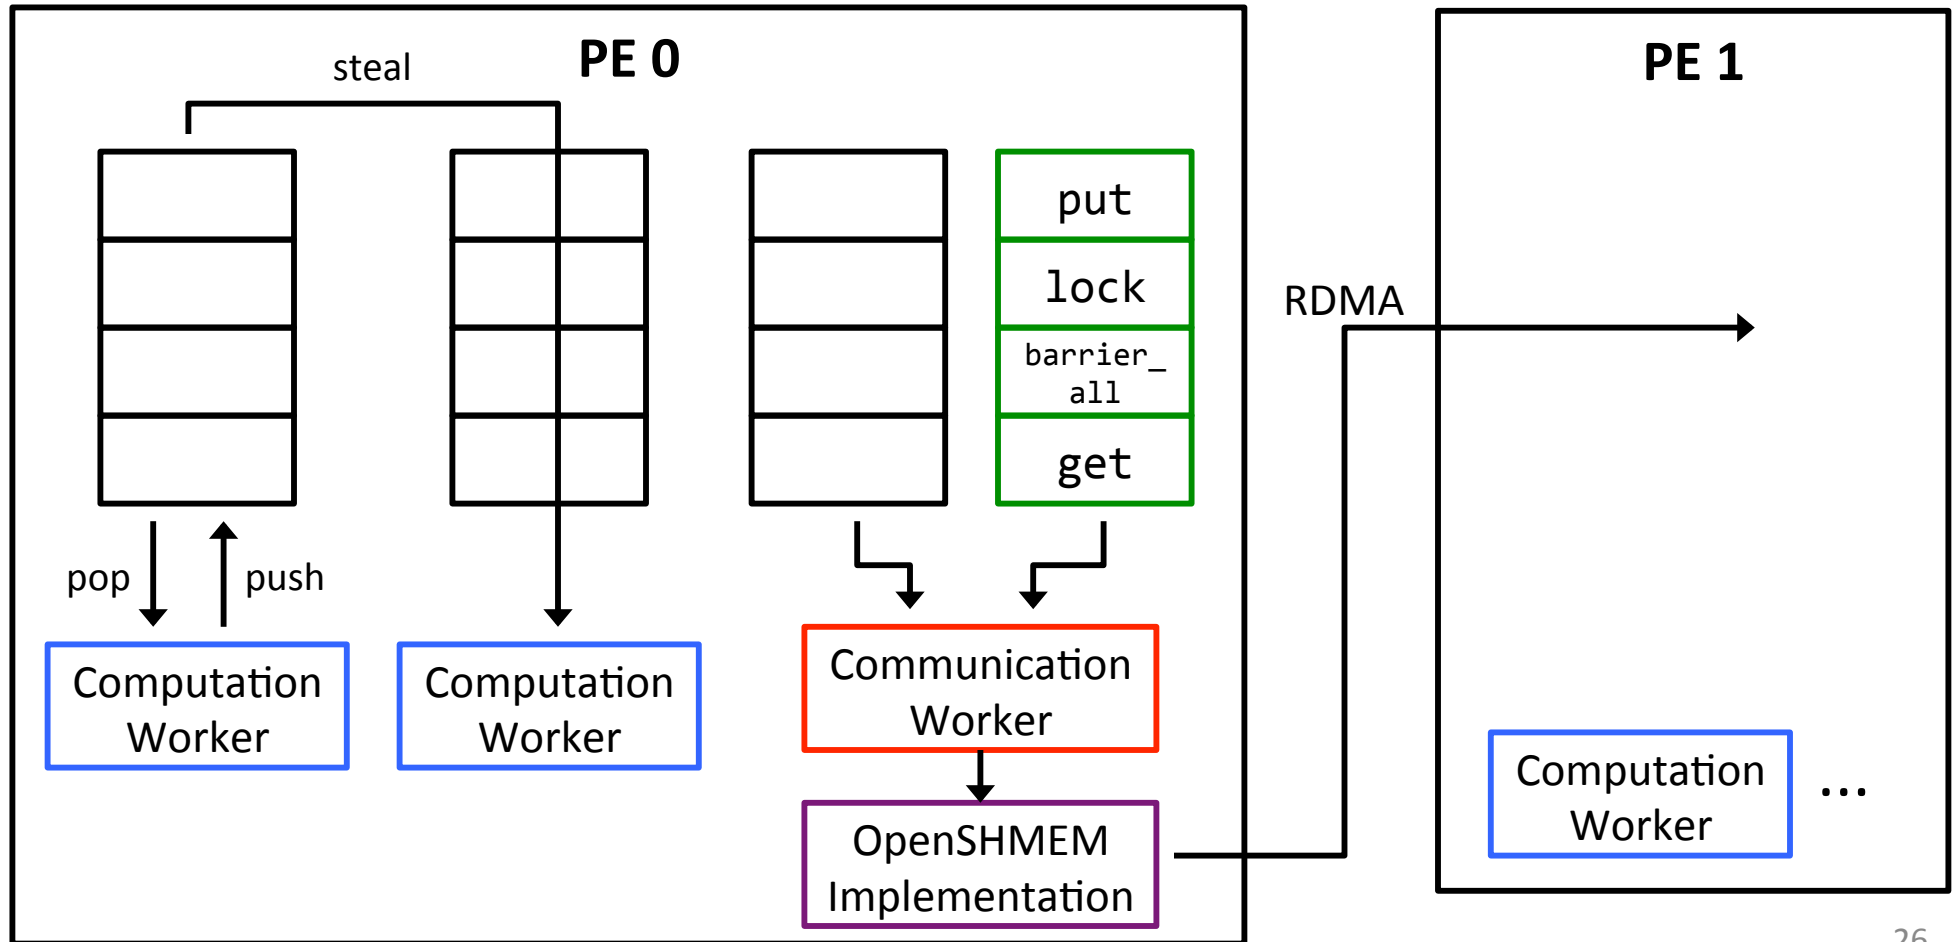 PE 0
PE 1
steal
put
lock
RDMA
barrier_
all
get
pop
push
Computation
Worker
Computation
Worker
Communication
Worker
OpenSHMEM
Implementation
Computation
Worker
...
26